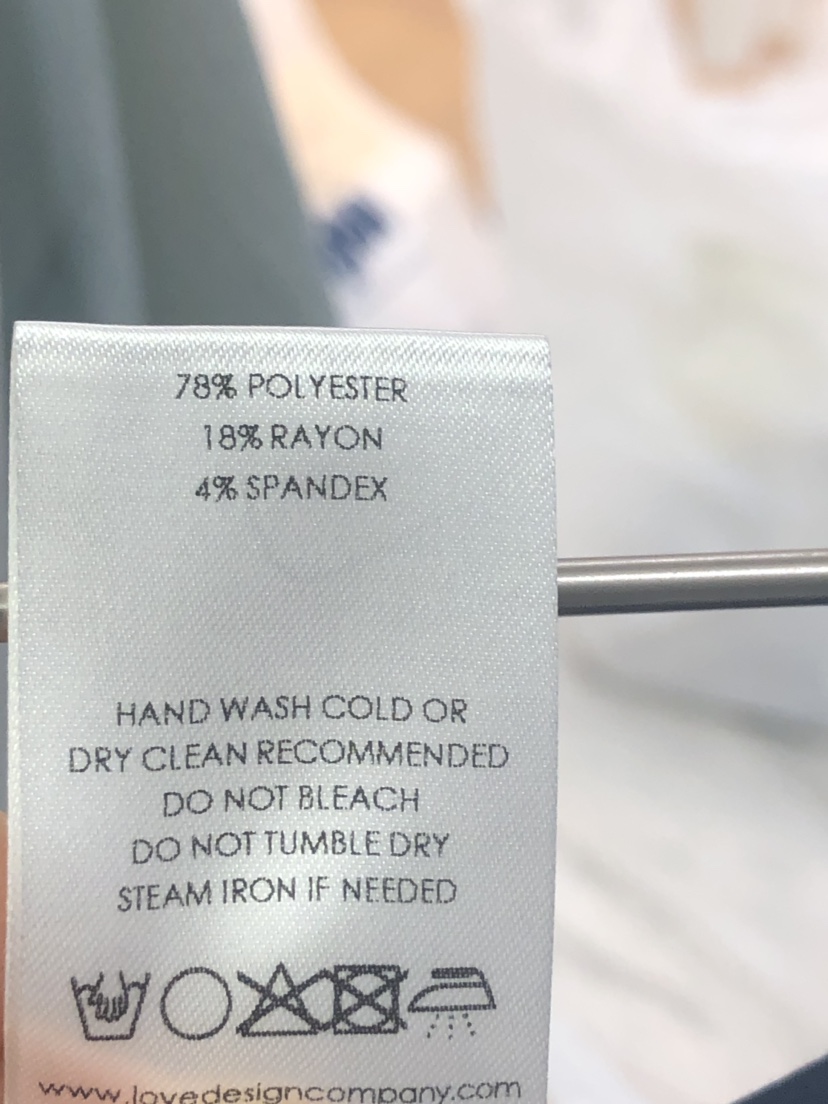 78% POLYESTER
18% RAYON
4% SPANDEX
HAND WASH COLD OR
DRY CLEAN RECOMMENDED
DO NOT BLEACH
DO NOT TUMBLE DRY
STEAM IRON IF NEEDED
www.lovedesigncompany.com